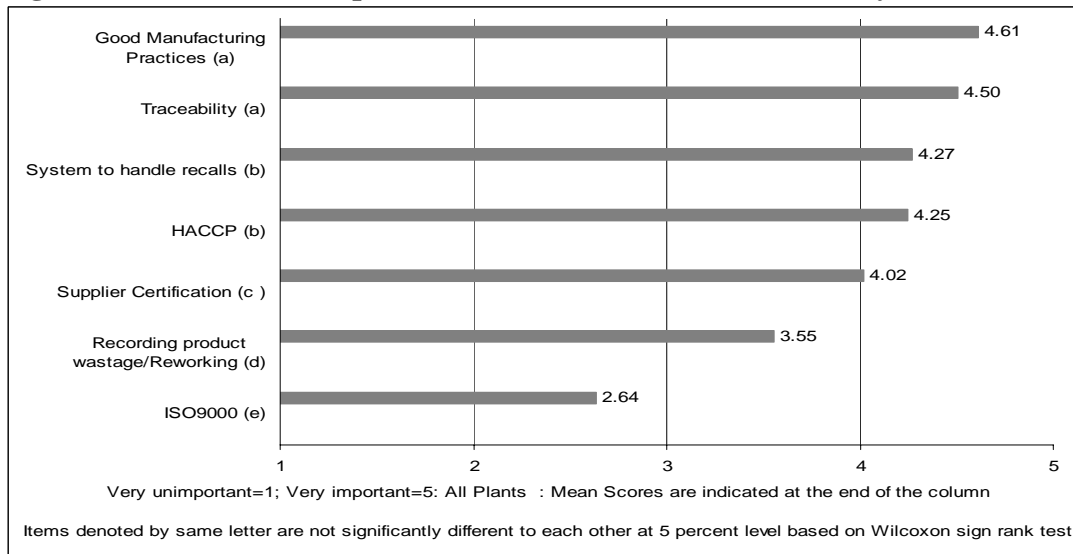 Good Manufacturing
Practices (a)
4.61
Traceability (a)
4.50
System to handle recalls (b)
4.27
HACCP (b)
4.25
Supplier Certification (c )
4.02
Recording product
wastage/Reworking (d)
3.55
ISO9000 (e)
2.64
1 2 3 4 5
Very unimportant=1; Very important=5: All Plants : Mean Scores are indicated at the end of the column
Items denoted by same letter are not significantly different to each other at 5 percent level based on Wilcoxon sign rank test